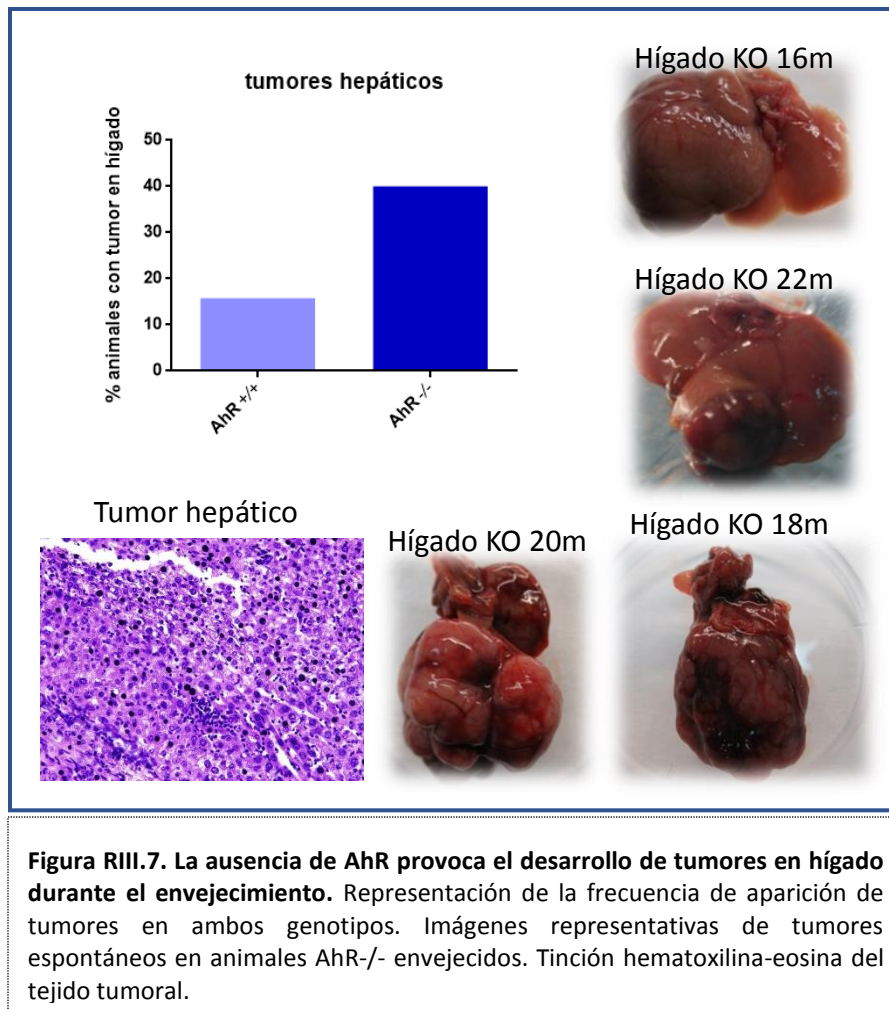 tumores hepáticos
% animales con tumor en hígado
50
40
30
20
10
0
AhR +/+
AhR -/-
Hígado KO 16m
Hígado KO 22m
Tumor hepático
Hígado KO 20m
Hígado KO 18m
Figura RIII.7. La ausencia de AhR provoca el desarrollo de tumores en hígado
durante el envejecimiento. Representación de la frecuencia de aparición de
tumores en ambos genotipos. Imágenes representativas de tumores
espontáneos en animales AhR-/- envejecidos. Tinción hematoxilina-eosina del
tejido tumoral.